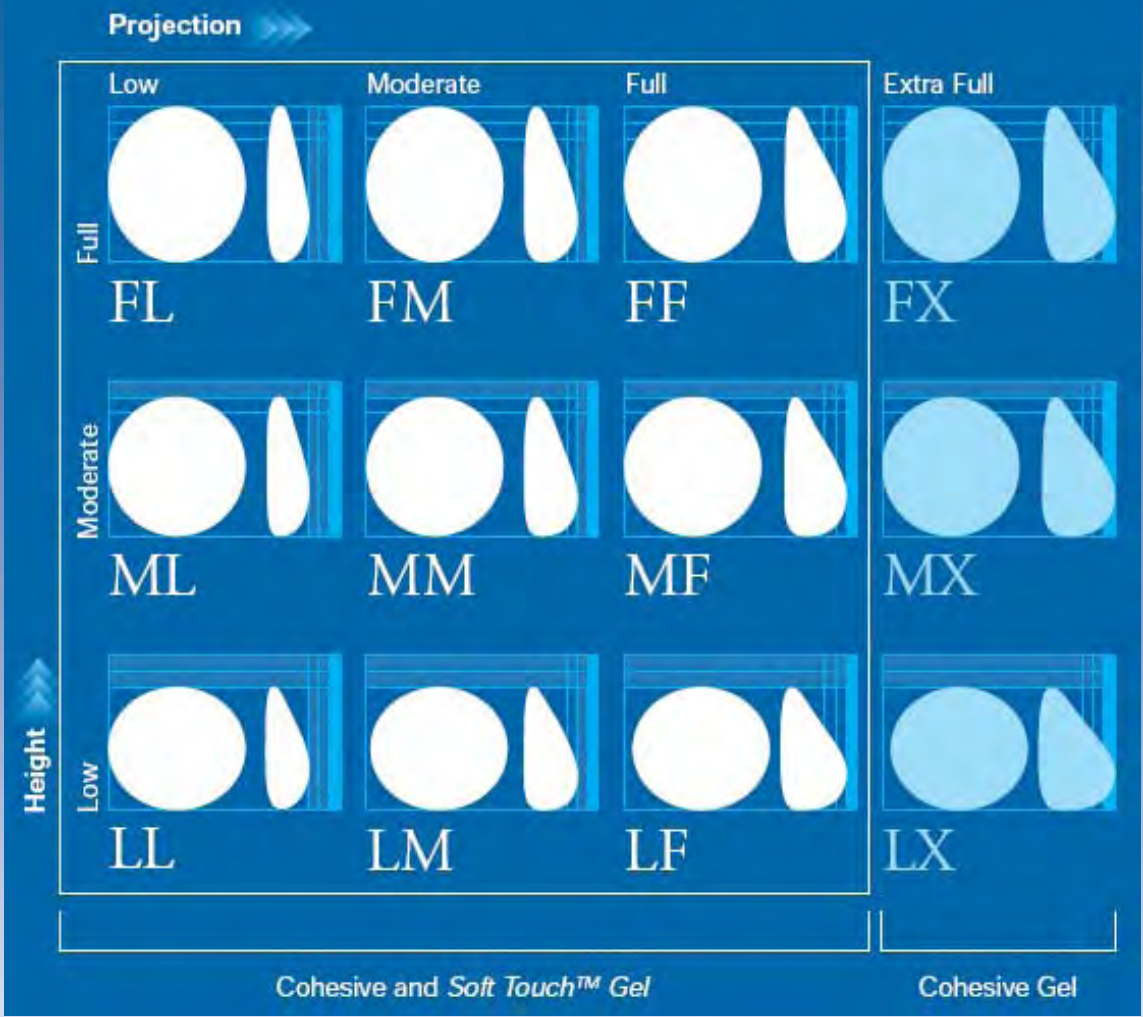 Projection
Low Moderate Full Extra Full
Full
FL FM FF FX
Moderate
ML MM MF MX
Height
Low
LL LM LF LX
Cohesive and Soft Touch™ Gel Cohesive Gel